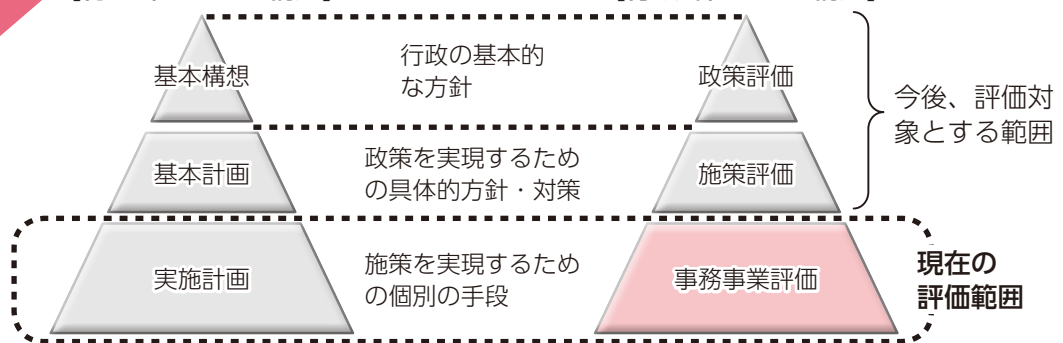 基本構想
行政の基本的
な方針
政策評価
今後、評価対
象とする範囲
基本計画
政策を実現するため
の具体的方針・対策
施策評価
実施計画
施策を実現するため
の個別の手段
事務事業評価
現在の
評価範囲